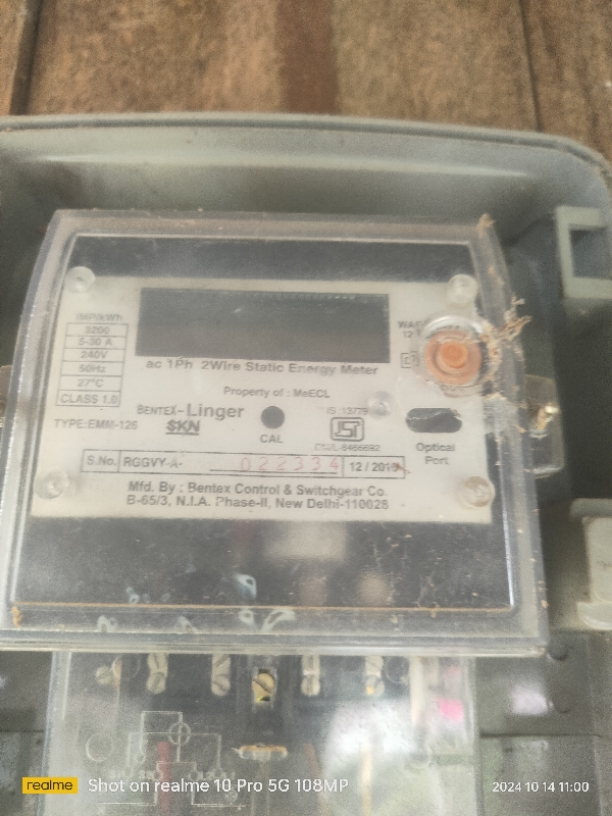 IMP/kWh
3200
5-30 A
240V
50Hz
27°C
CLASS 1.0
TYPE:EMM-126
ac 1Ph 2Wire Static Energy Meter
Property of : MeECL
BENTEX-Linger
SKN
CAL
IS :13779
ISI
Optical
Port
S.No. RGGVY-A- 022334 12 /
Mfd. By : Bentex Control & Switchgear Co.
B-65/3, N.I.A. Phase-II, New Delhi-110028
realme Shot on realme 10 Pro 5G 108MP
2024 10 14 11:00